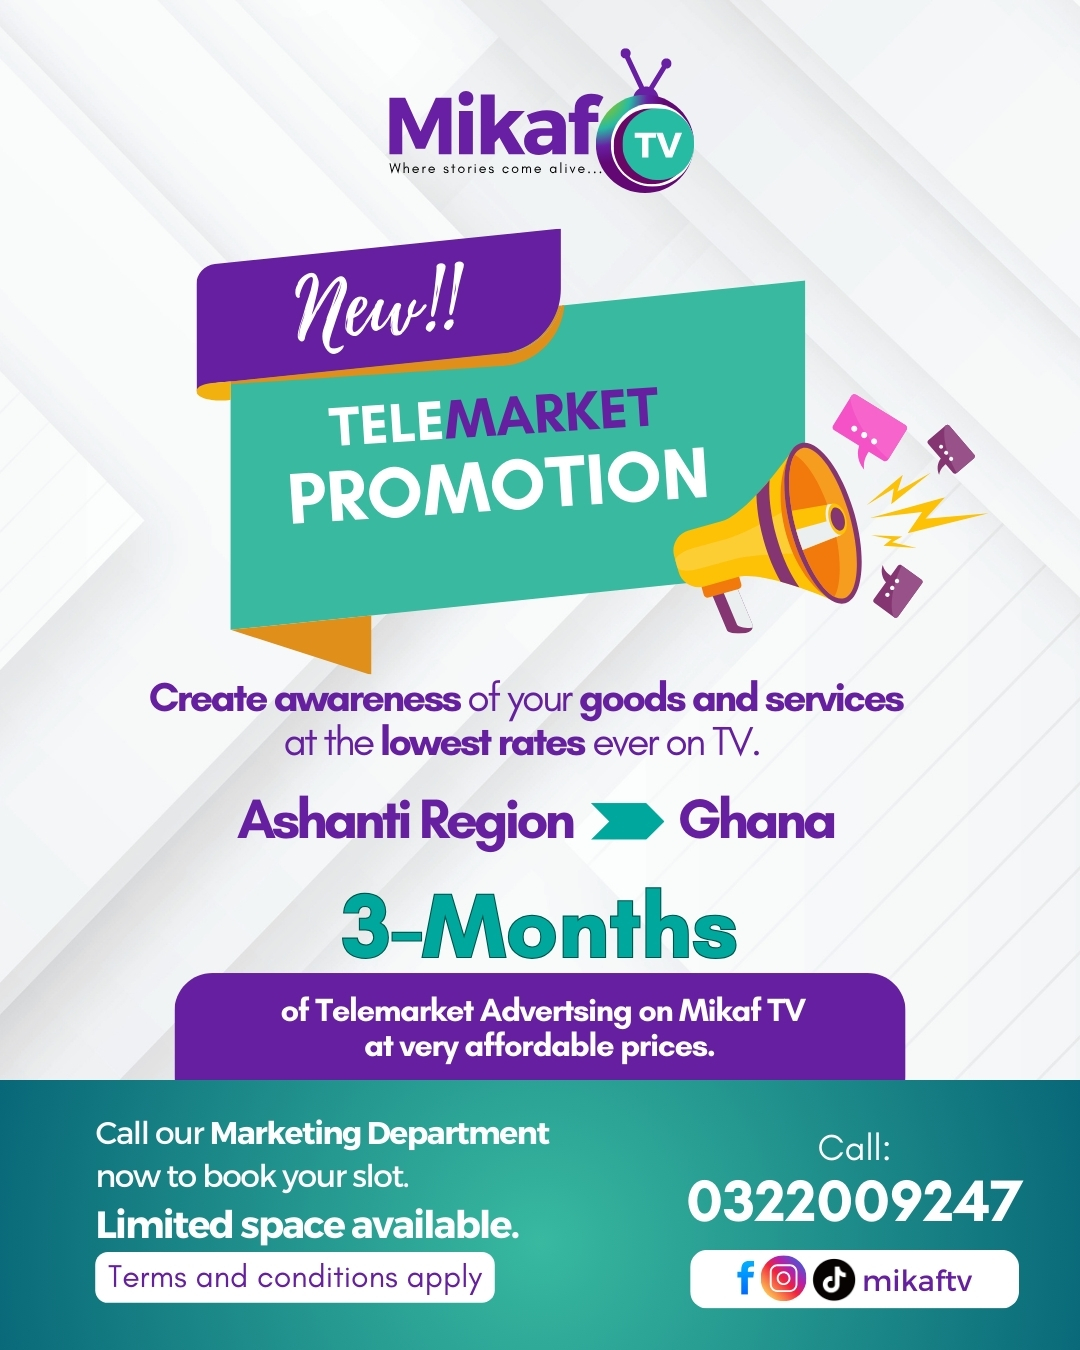 Mikaf TV
Where stories come alive...
New!!
TELEMARKET
PROMOTION
Create awareness of your goods and services
at the lowest rates ever on TV.
Ashanti Region Ghana
3-Months
of Telemarket Advertsing on Mikaf TV
at very affordable prices.
Call our Marketing Department
now to book your slot.
Limited space available.
Terms and conditions apply
Call:
0322009247
mikaftv